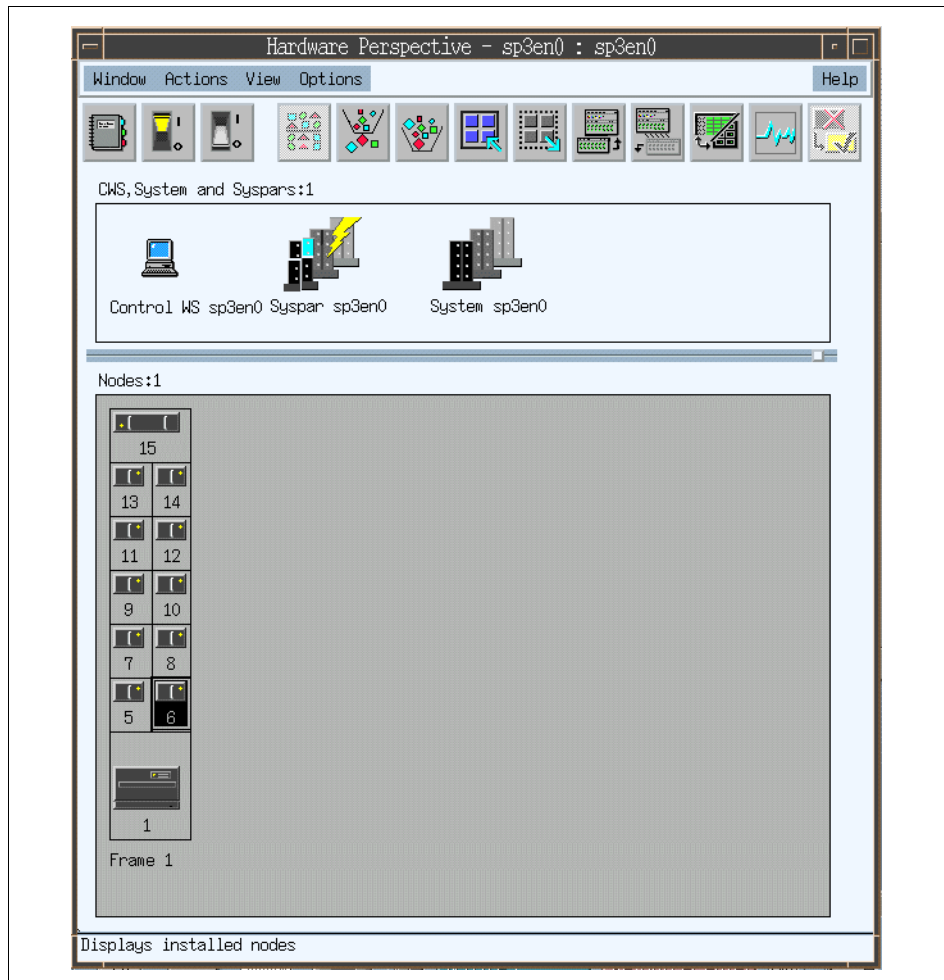 Hardware Perspective - sp3en0 : sp3en0
Window Actions View Options Help
CWS,System and Syspars:1
Control WS sp3en0 Syspar sp3en0 System sp3en0
Nodes:1
15
13 14
11 12
9 10
7 8
5 6
1
Frame 1
Displays installed nodes